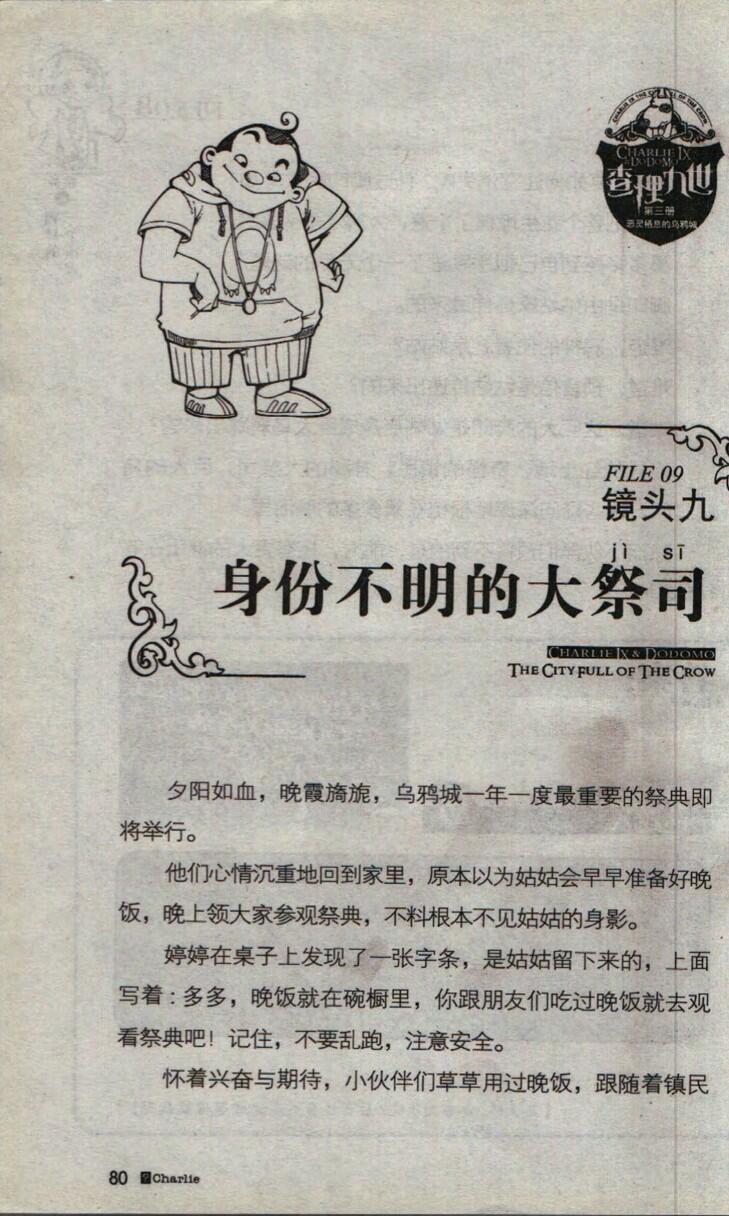 CHARLIE IX & DODOMO
查理九世
第三册
恶灵栖息的乌鸦城
FILE 09
镜头九
jì sī
身份不明的大祭司
CHARLIE IX & DODOMO
THE CITY FULL OF THE CROW
夕阳如血，晚霞旖旎，乌鸦城一年一度最重要的祭典即
将举行。
他们心情沉重地回到家里，原本以为姑姑会早早准备好晚
饭，晚上领大家参观祭典，不料根本不见姑姑的身影。
婷婷在桌子上发现了一张字条，是姑姑留下来的，上面
写着：多多，晚饭就在碗橱里，你跟朋友们吃过晚饭就去观
看祭典吧！记住，不要乱跑，注意安全。
怀着兴奋与期待，小伙伴们草草用过晚饭，跟随着镇民
80 Charlie